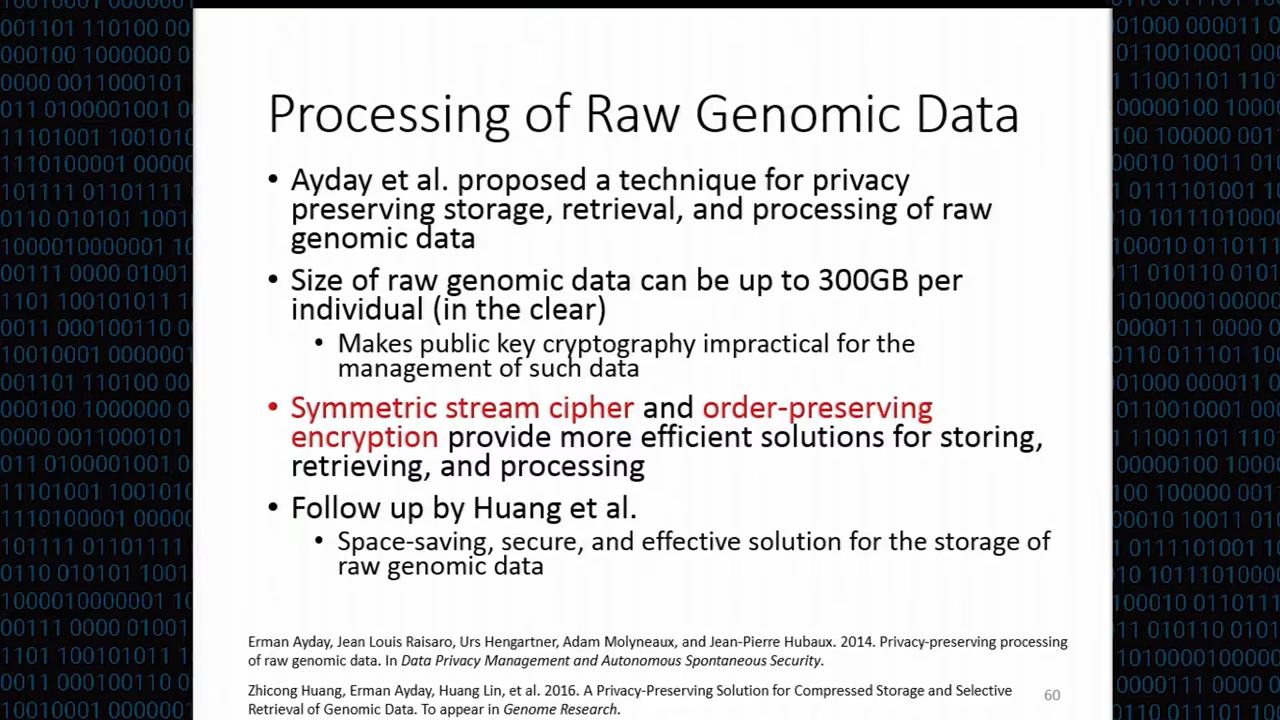 Processing of Raw Genomic Data
• Ayday et al. proposed a technique for privacy
preserving storage, retrieval, and processing of raw
genomic data
• Size of raw genomic data can be up to 300GB per
individual (in the clear)
• Makes public key cryptography impractical for the
management of such data
• Symmetric stream cipher and order-preserving
encryption provide more efficient solutions for storing,
retrieving, and processing
• Follow up by Huang et al.
• Space-saving, secure, and effective solution for the storage of
raw genomic data
Erman Ayday, Jean Louis Raisaro, Urs Hengartner, Adam Molyneaux, and Jean-Pierre Hubaux. 2014. Privacy-preserving processing
of raw genomic data. In Data Privacy Management and Autonomous Spontaneous Security.
Zhicong Huang, Erman Ayday, Huang Lin, et al. 2016. A Privacy-Preserving Solution for Compressed Storage and Selective
Retrieval of Genomic Data. To appear in Genome Research.
60